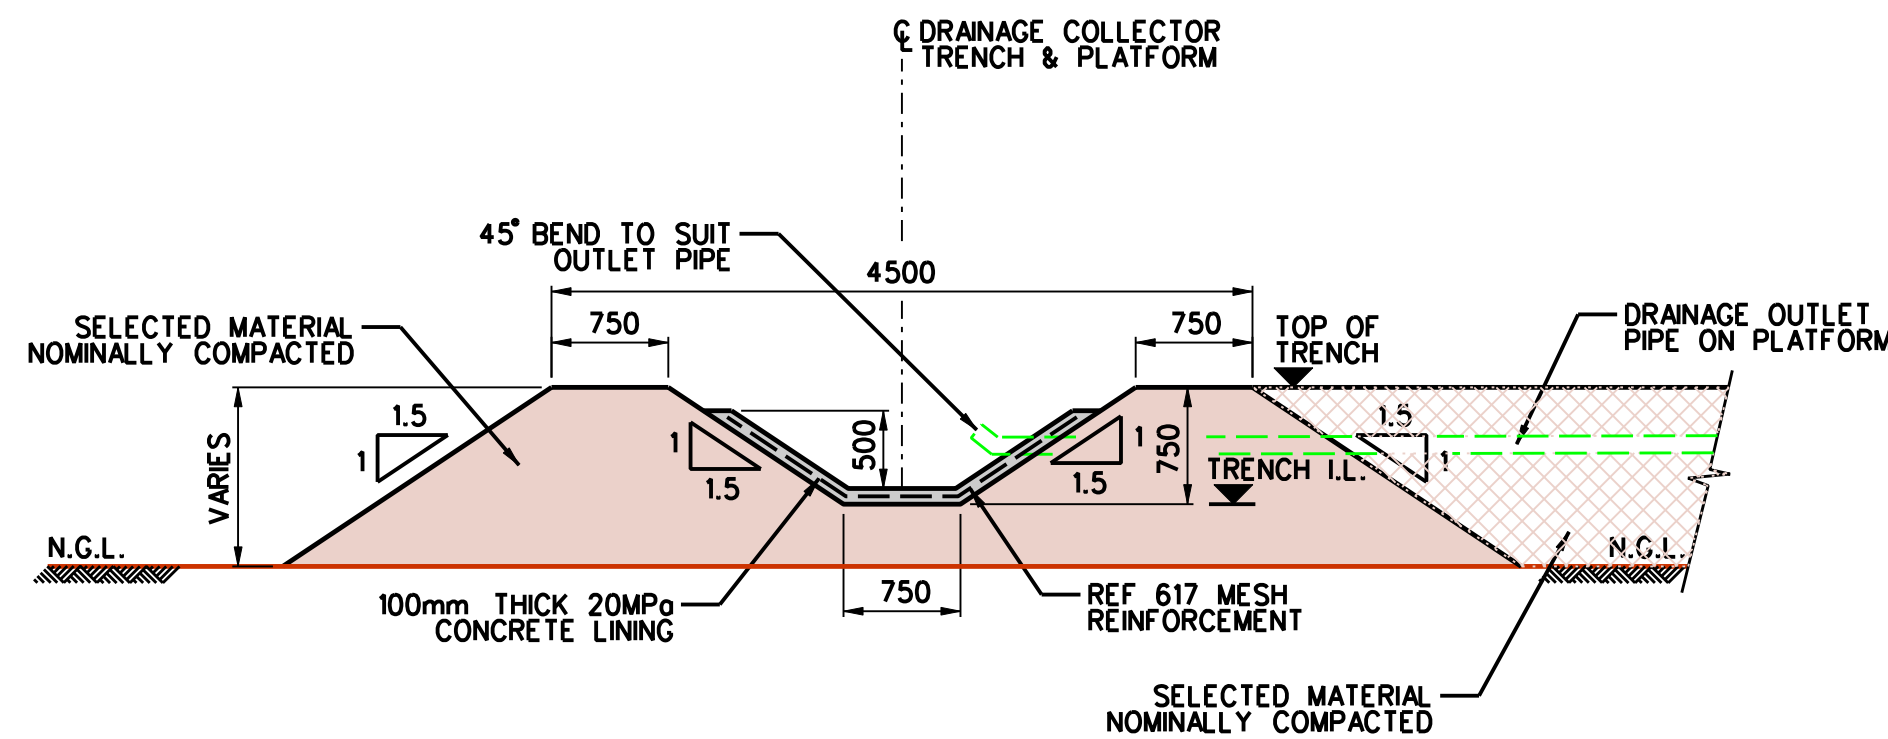 ℄ DRAINAGE COLLECTOR
TRENCH & PLATFORM
45° BEND TO SUIT
OUTLET PIPE
4500
750
750
SELECTED MATERIAL
NOMINALLY COMPACTED
TOP OF
TRENCH
DRAINAGE OUTLET
PIPE ON PLATFORM
1.5
1
VARIES
1
1.5
500
1
1.5
750
TRENCH I.L.
1.5
1
N.G.L.
N.G.L.
750
100mm THICK 20MPa
CONCRETE LINING
REF 617 MESH
REINFORCEMENT
SELECTED MATERIAL
NOMINALLY COMPACTED